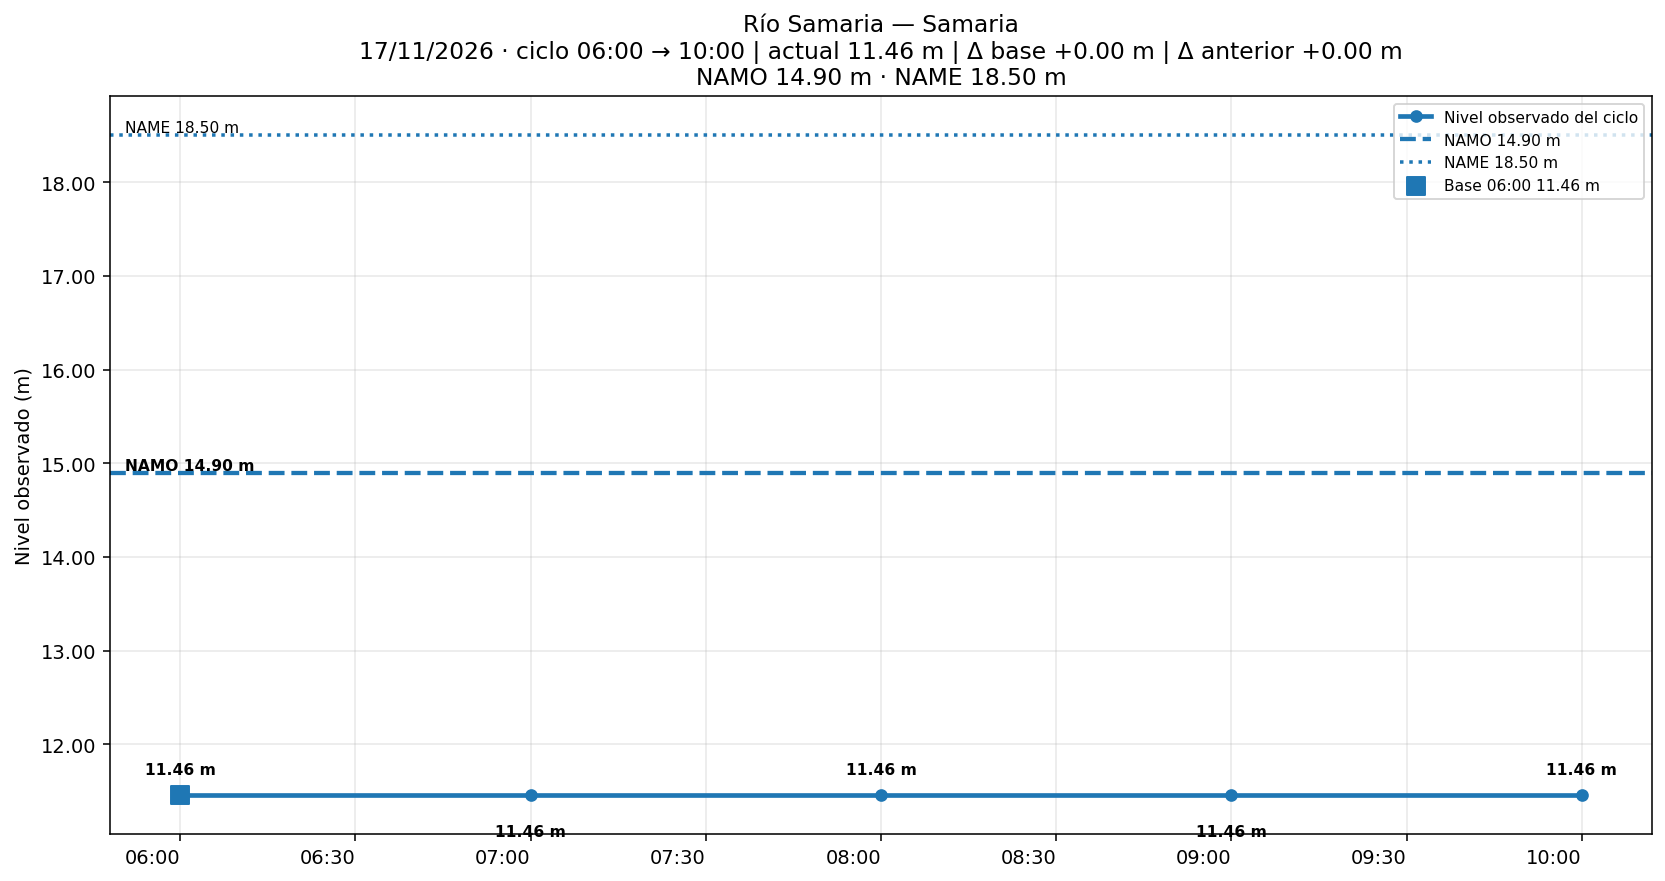 Río Samaria — Samaria
17/11/2026 · ciclo 06:00 → 10:00 | actual 11.46 m | Δ base +0.00 m | Δ anterior +0.00 m
NAMO 14.90 m · NAME 18.50 m
NAME 18.50 m
Nivel observado del ciclo
NAMO 14.90 m
NAME 18.50 m
Base 06:00 11.46 m
Nivel observado (m)
18.00
17.00
16.00
15.00
NAMO 14.90 m
14.00
13.00
12.00
11.46 m
11.46 m
11.46 m
11.46 m
11.46 m
06:00
06:30
07:00
07:30
08:00
08:30
09:00
09:30
10:00